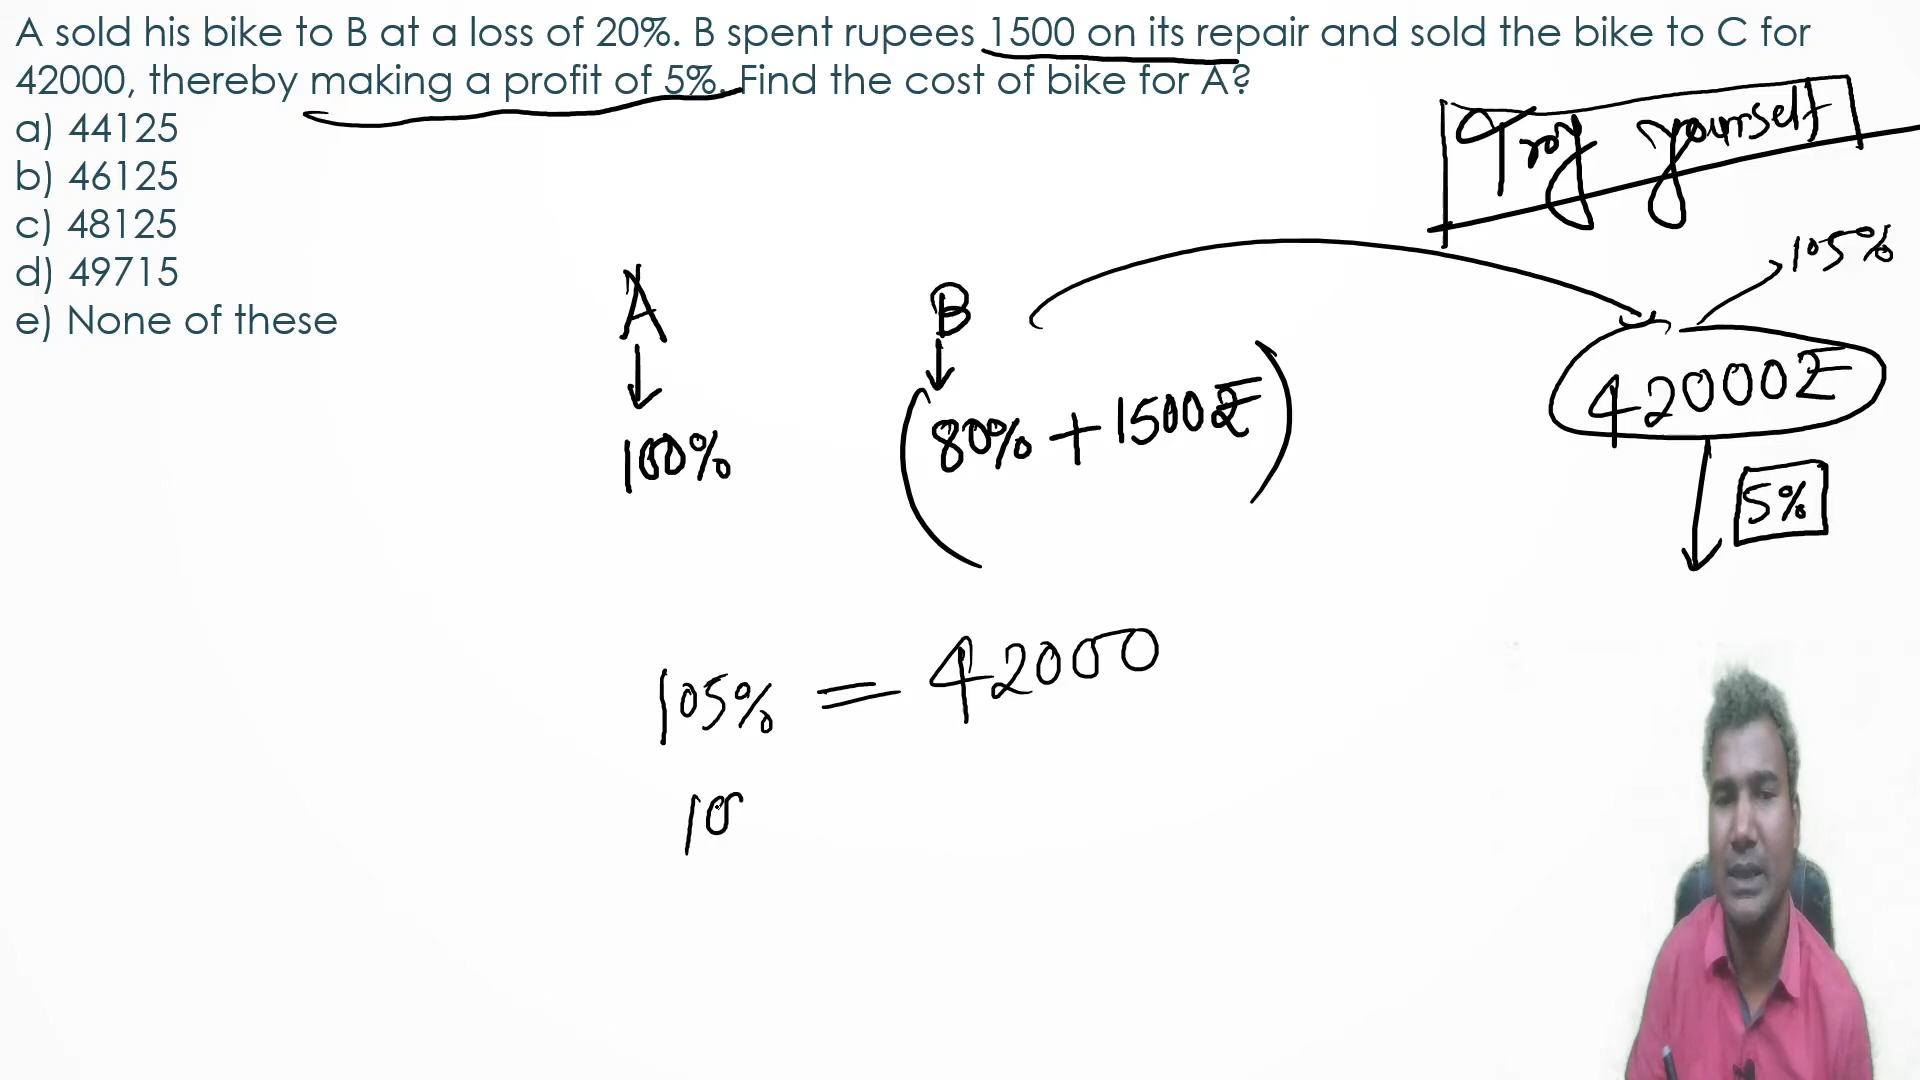 A sold his bike to B at a loss of 20%. B spent rupees 1500 on its repair and sold the bike to C for
42000, thereby making a profit of 5%. Find the cost of bike for A?
a) 44125
b) 46125
c) 48125
d) 49715
e) None of these
Try yourself
105%
A
B
42000₹
100%
80% + 1500₹
5%
105% = 42000
10